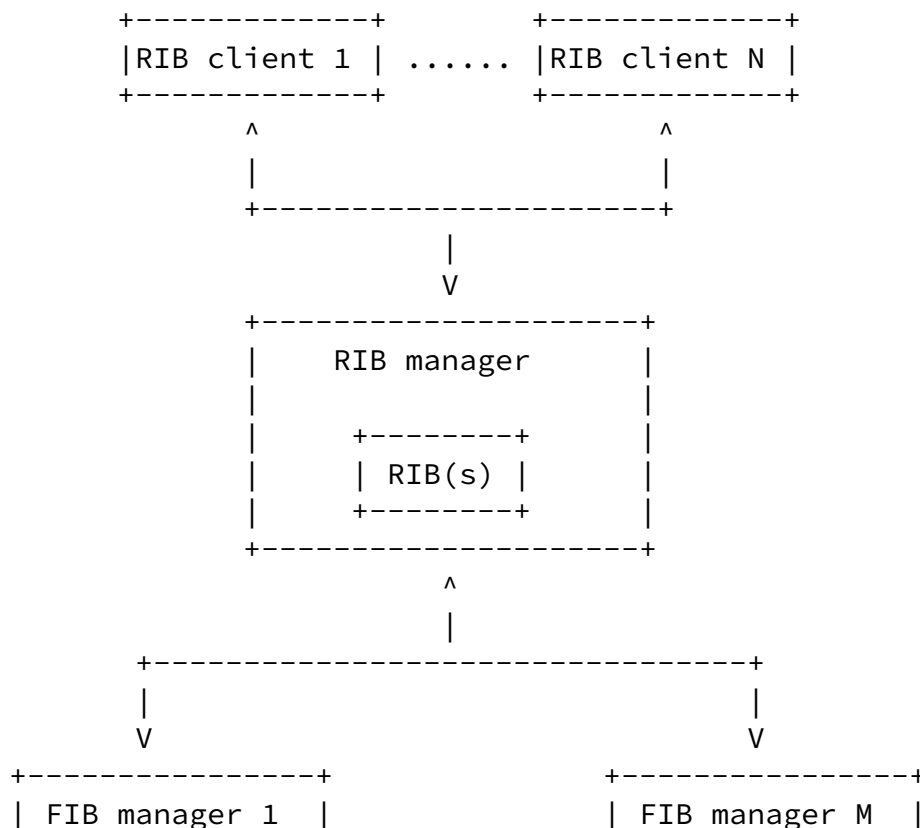 RIB client 1 ...... RIB client N
RIB manager
RIB(s)
FIB manager 1 FIB manager M